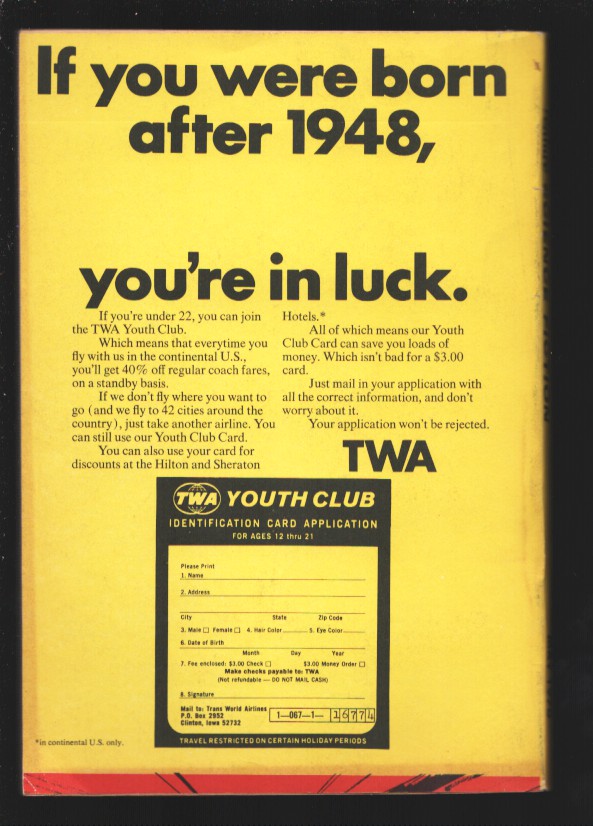 If you were born
after 1948,
you're in luck.
If you're under 22, you can join
the TWA Youth Club.
Which means that everytime you
fly with us in the continental U.S.,
you'll get 40% off regular coach fares,
on a standby basis.
If we don't fly where you want to
go (and we fly to 42 cities around the
country), just take another airline. You
can still use our Youth Club Card.
You can also use your card for
discounts at the Hilton and Sheraton
Hotels.*
All of which means our Youth
Club Card can save you loads of
money. Which isn't bad for a $3.00
card.
Just mail in your application with
all the correct information, and don't
worry about it.
Your application won't be rejected.
TWA
TWA YOUTH CLUB
IDENTIFICATION CARD APPLICATION
FOR AGES 12 thru 21
Please Print
1. Name
2. Address
City State Zip Code
3. Male □ Female □ 4. Hair Color 5. Eye Color
6. Date of Birth
Month Day Year
7. Fee enclosed: $3.00 Check □ $3.00 Money Order □
Make checks payable to: TWA
(Not refundable — DO NOT MAIL CASH)
8. Signature
Mail to: Trans World Airlines
P.O. Box 2952
Clinton, Iowa 52732
1—067—1— 16774
TRAVEL RESTRICTED ON CERTAIN HOLIDAY PERIODS
*in continental U.S. only.